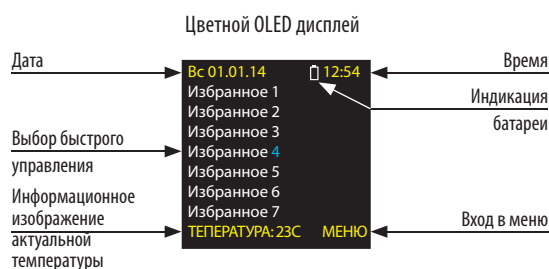 Цветной OLED дисплей
Дата
Время
Вс 01.01.14 12:54
Индикация
батареи
Избранное 1
Избранное 2
Избранное 3
Избранное 4
Избранное 5
Избранное 6
Избранное 7
ТЕПЕРАТУРА: 23C МЕНЮ
Выбор быстрого
управления
Информационное
изображение
актуальной
температуры
Вход в меню